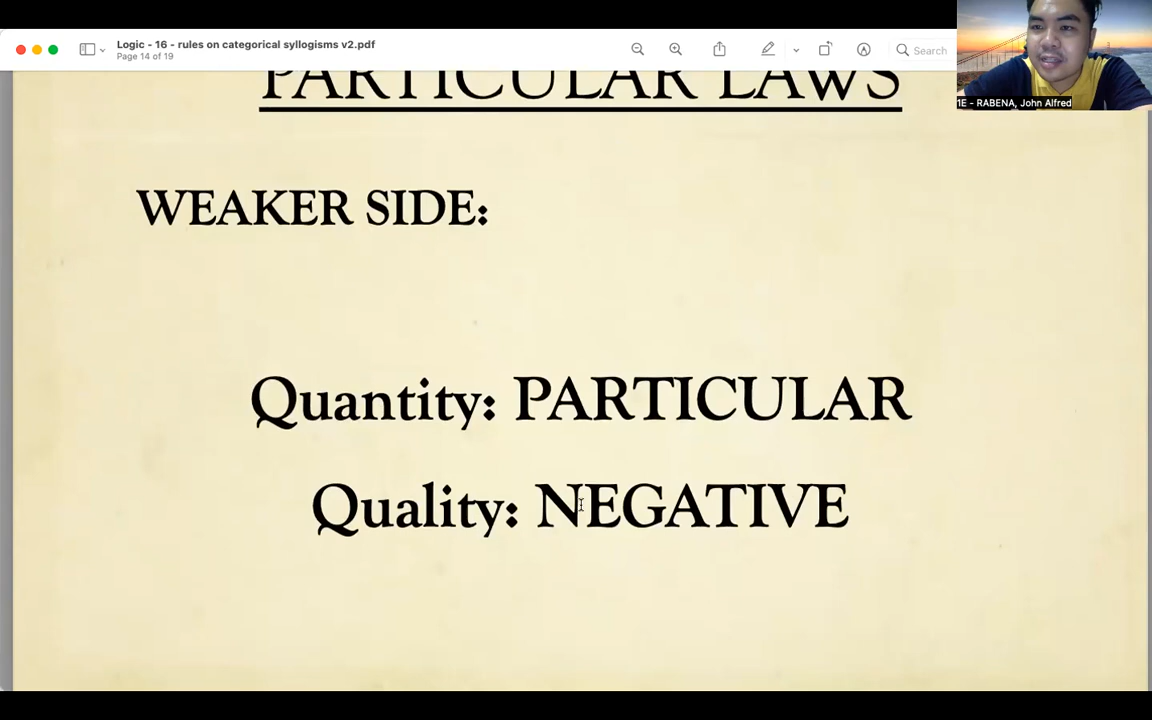 Logic - 16 - rules on categorical syllogisms v2.pdf
Page 14 of 19
Search
1E - RABENA, John Alfred
PARTICULAR LAWS
WEAKER SIDE:
Quantity: PARTICULAR
Quality: NEGATIVE